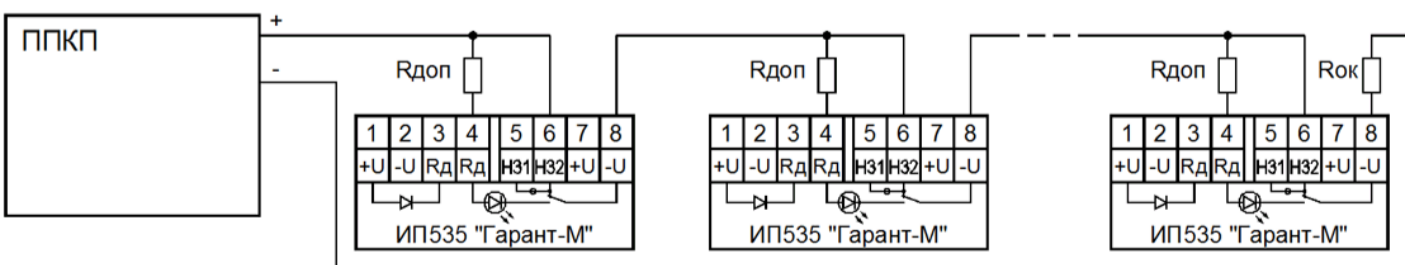 ППКП
+
-
Rдоп
Rдоп
Rдоп
Rок
1 2 3 4 5 6 7 8
+U -U Rд Rд НЗ1 НЗ2 +U -U
ИП535 "Гарант-М"
1 2 3 4 5 6 7 8
+U -U Rд Rд НЗ1 НЗ2 +U -U
ИП535 "Гарант-М"
1 2 3 4 5 6 7 8
+U -U Rд Rд НЗ1 НЗ2 +U -U
ИП535 "Гарант-М"